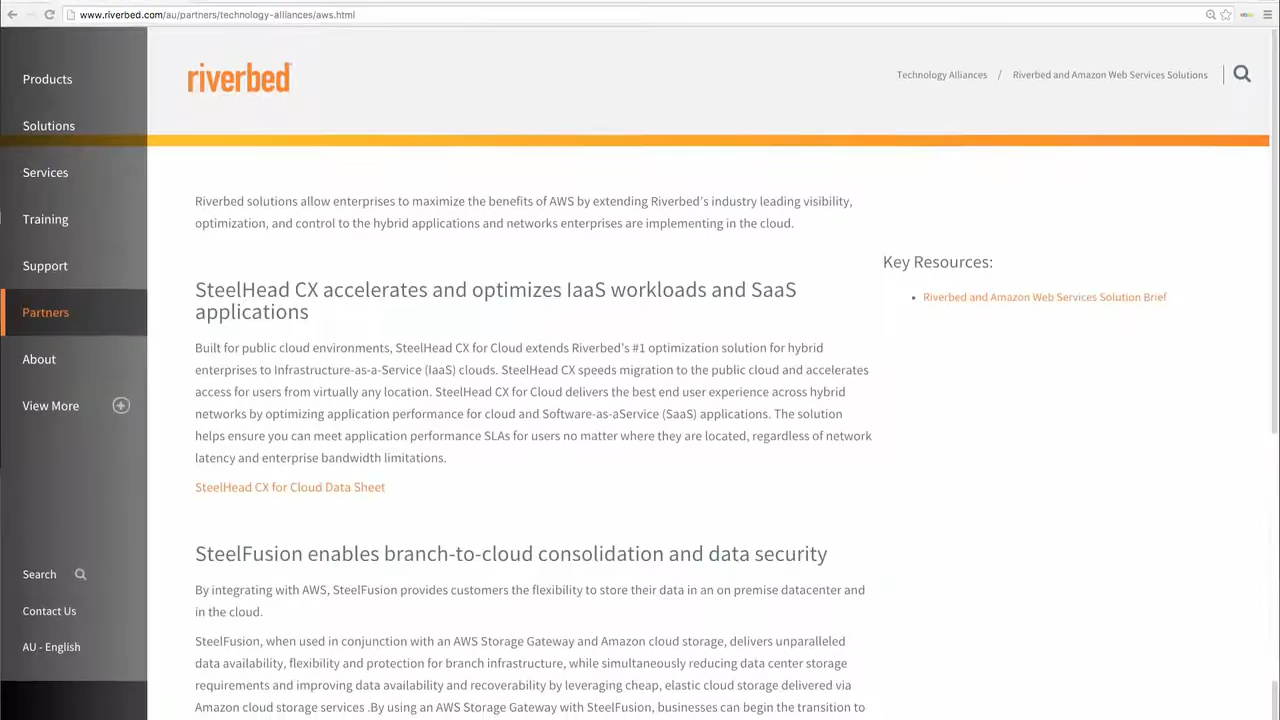 www.riverbed.com/au/partners/technology-alliances/aws.html
Products
Solutions
Services
Training
Support
Partners
About
View More
Search
Contact Us
AU - English
riverbed
Technology Alliances / Riverbed and Amazon Web Services Solutions
Riverbed solutions allow enterprises to maximize the benefits of AWS by extending Riverbed's industry leading visibility,
optimization, and control to the hybrid applications and networks enterprises are implementing in the cloud.
SteelHead CX accelerates and optimizes IaaS workloads and SaaS
applications
Built for public cloud environments, SteelHead CX for Cloud extends Riverbed's #1 optimization solution for hybrid
enterprises to Infrastructure-as-a-Service (IaaS) clouds. SteelHead CX speeds migration to the public cloud and accelerates
access for users from virtually any location. SteelHead CX for Cloud delivers the best end user experience across hybrid
networks by optimizing application performance for cloud and Software-as-aService (SaaS) applications. The solution
helps ensure you can meet application performance SLAs for users no matter where they are located, regardless of network
latency and enterprise bandwidth limitations.
SteelHead CX for Cloud Data Sheet
SteelFusion enables branch-to-cloud consolidation and data security
By integrating with AWS, SteelFusion provides customers the flexibility to store their data in an on premise datacenter and
in the cloud.
SteelFusion, when used in conjunction with an AWS Storage Gateway and Amazon cloud storage, delivers unparalleled
data availability, flexibility and protection for branch infrastructure, while simultaneously reducing data center storage
requirements and improving data availability and recoverability by leveraging cheap, elastic cloud storage delivered via
Amazon cloud storage services .By using an AWS Storage Gateway with SteelFusion, businesses can begin the transition to
Key Resources:
• Riverbed and Amazon Web Services Solution Brief